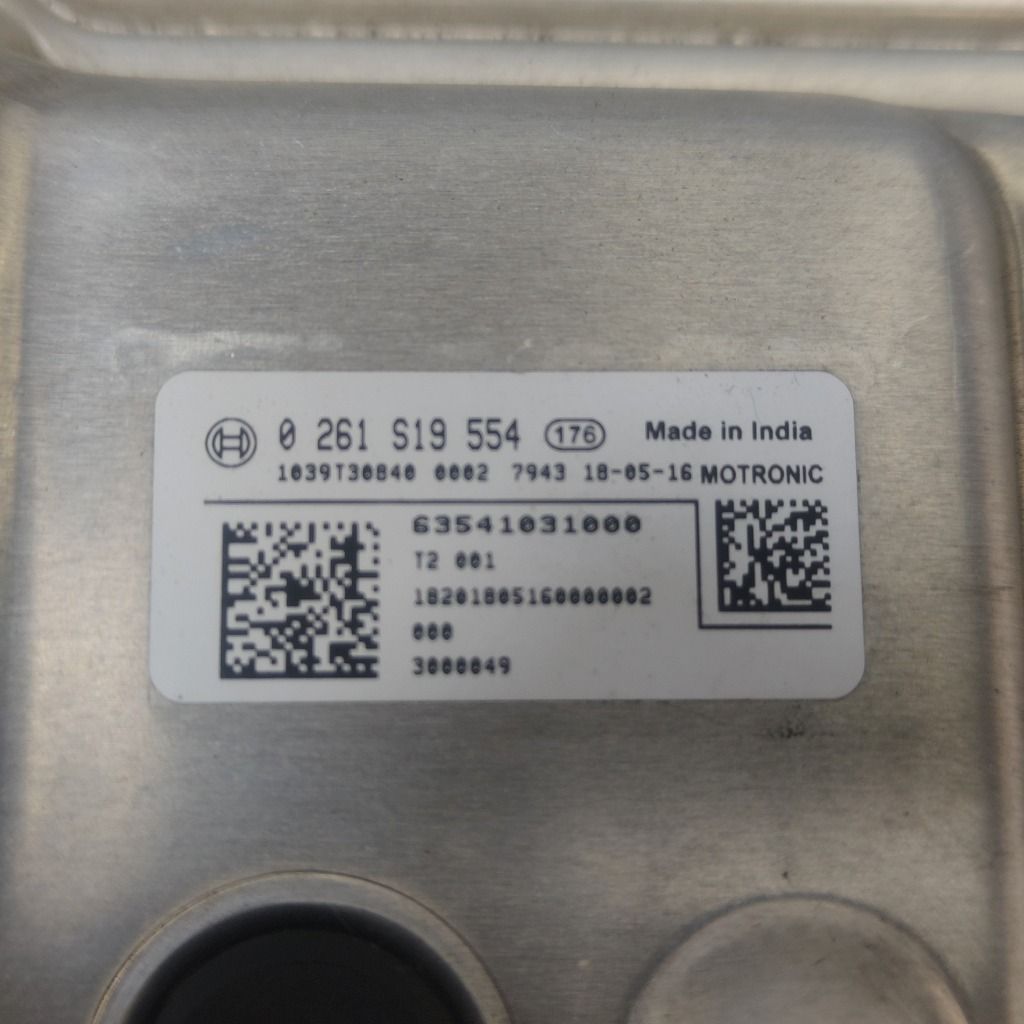 0 261 S19 554 176 Made in India
1039T30840 0002 7943 18-05-16 MOTRONIC
63541031000
T2 001
18201805160000002
000
3000049